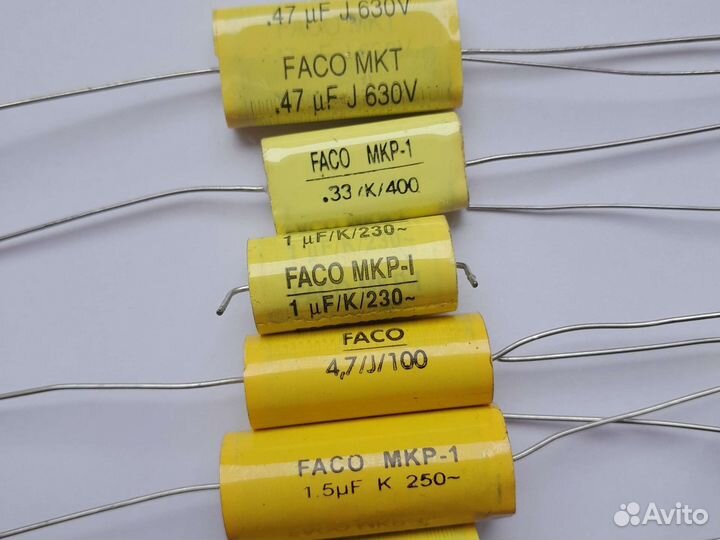 .47 µF J 630V
FACO MKT
.47 µF J 630V
FACO MKP-1
.33/K/400
1 µF/K/230~
FACO MKP-I
1 µF/K/230~
FACO
4,7/J/100
FACO MKP-1
1.5µF K 250~
Avito